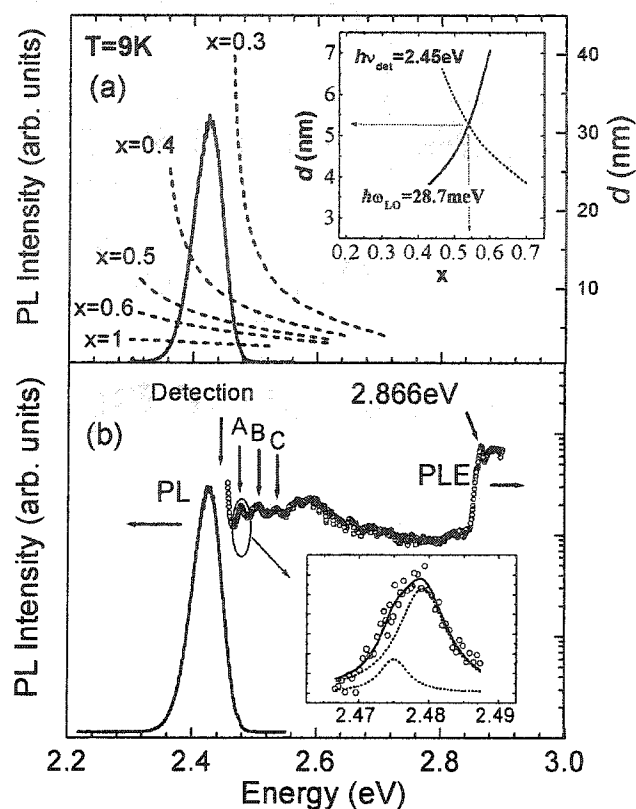 T=9K
(a)
x=0.3
x=0.4
x=0.5
x=0.6
x=1
PL Intensity (arb. units)
40
30
20
10
d (nm)
7
6
5
4
3
d (nm)
hν_det=2.45eV
ħω_LO=28.7meV
0.2 0.3 0.4 0.5 0.6 0.7
x
(b)
Detection
A
B
C
2.866eV
PL
PLE
PL Intensity (arb. units)
2.47 2.48 2.49
2.2 2.4 2.6 2.8 3.0
Energy (eV)